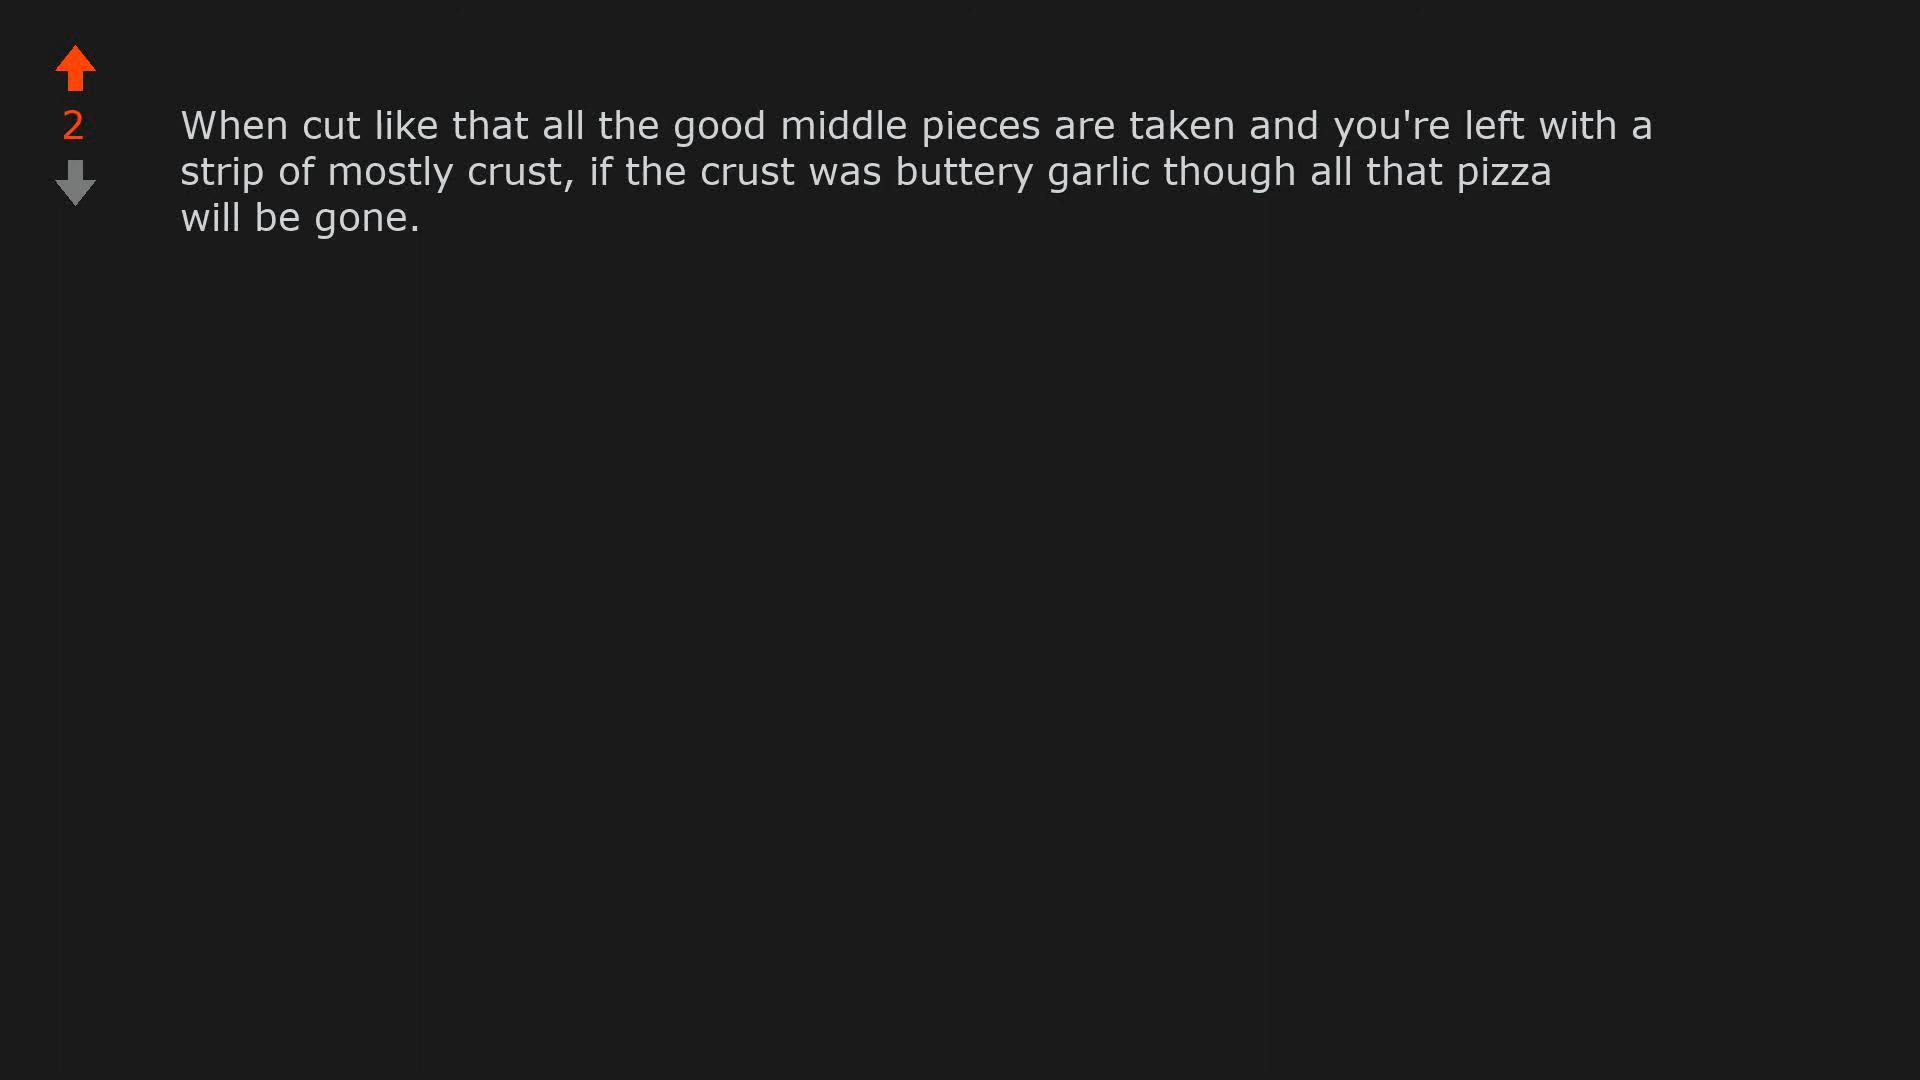 2
When cut like that all the good middle pieces are taken and you're left with a
strip of mostly crust, if the crust was buttery garlic though all that pizza
will be gone.